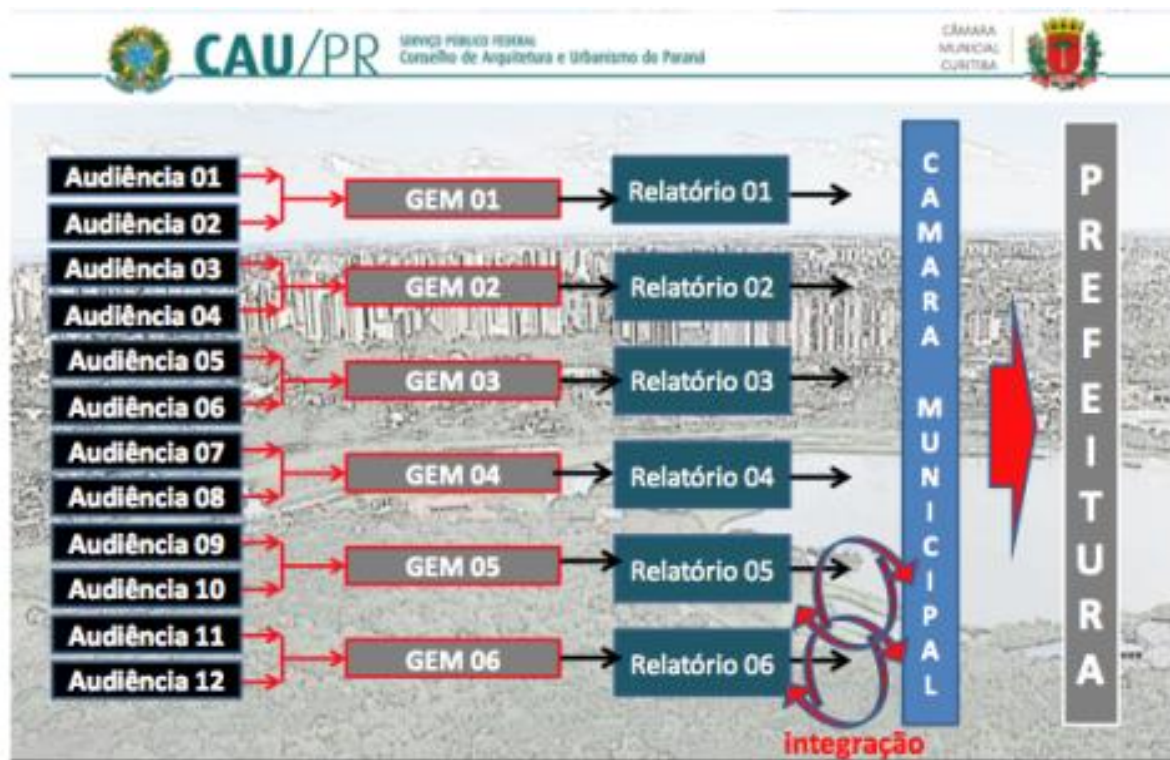 CAU/PR
SERVIÇO PÚBLICO FEDERAL
Conselho de Arquitetura e Urbanismo do Paraná
CÂMARA
MUNICIAL
CURITIBA
Audiência 01
Audiência 02
Audiência 03
Audiência 04
Audiência 05
Audiência 06
Audiência 07
Audiência 08
Audiência 09
Audiência 10
Audiência 11
Audiência 12
GEM 01
GEM 02
GEM 03
GEM 04
GEM 05
GEM 06
Relatório 01
Relatório 02
Relatório 03
Relatório 04
Relatório 05
Relatório 06
integração
CAMARA MUNICIPAL
PREFEITURA